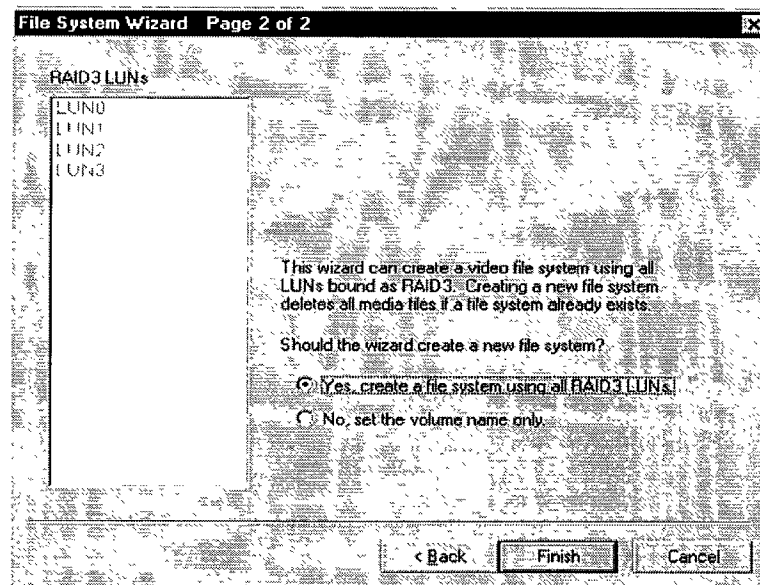 File System Wizard Page 2 of 2
RAID3 LUNs
LUN0
LUN1
LUN2
LUN3
This wizard can create a video file system using all
LUNs bound as RAID3. Creating a new file system
deletes all media files if a file system already exists.
Should the wizard create a new file system?
Yes, create a file system using all RAID3 LUNs.
No, set the volume name only.
< Back
Finish
Cancel